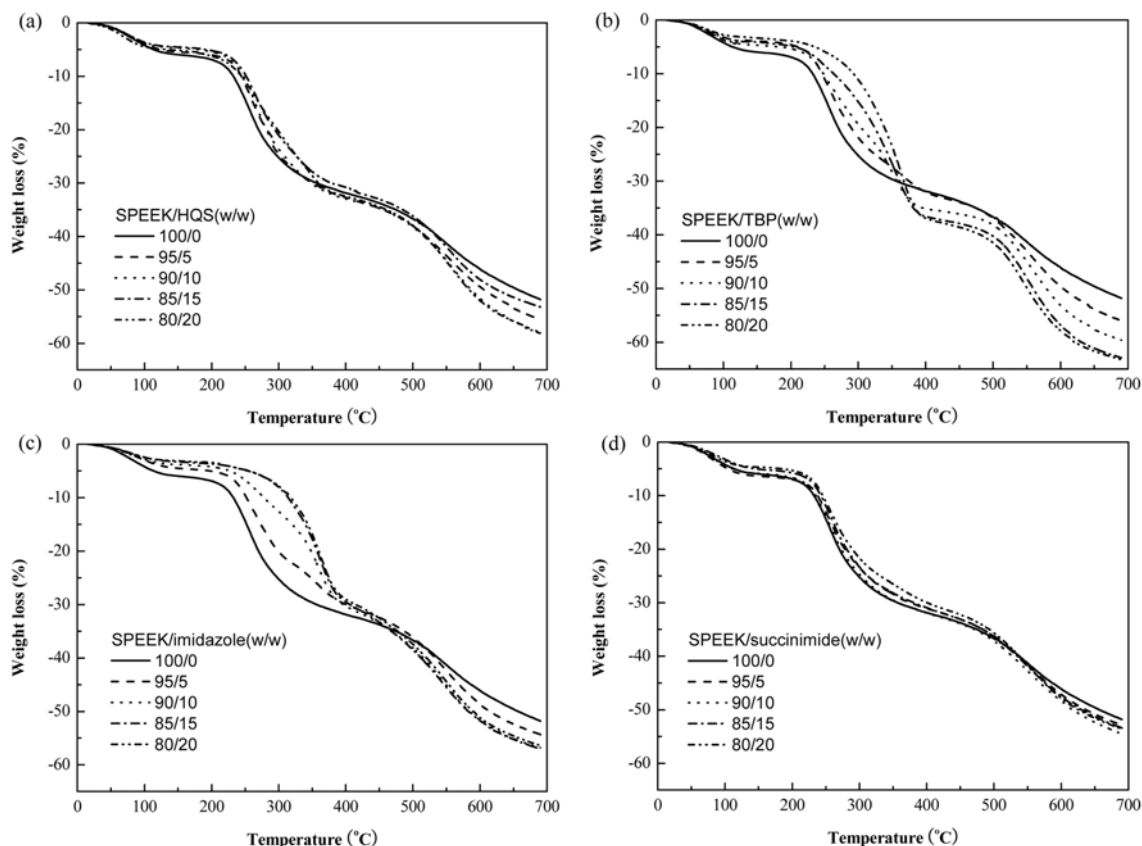 (a)
0
-10
-20
-30
-40
-50
-60
Weight loss (%)
SPEEK/HQS(w/w)
100/0
95/5
90/10
85/15
80/20
0 100 200 300 400 500 600 700
Temperature (°C)
(b)
0
-10
-20
-30
-40
-50
-60
Weight loss (%)
SPEEK/TBP(w/w)
100/0
95/5
90/10
85/15
80/20
0 100 200 300 400 500 600 700
Temperature (°C)
(c)
0
-10
-20
-30
-40
-50
-60
Weight loss (%)
SPEEK/imidazole(w/w)
100/0
95/5
90/10
85/15
80/20
0 100 200 300 400 500 600 700
Temperature (°C)
(d)
0
-10
-20
-30
-40
-50
-60
Weight loss (%)
SPEEK/succinimide(w/w)
100/0
95/5
90/10
85/15
80/20
0 100 200 300 400 500 600 700
Temperature (°C)